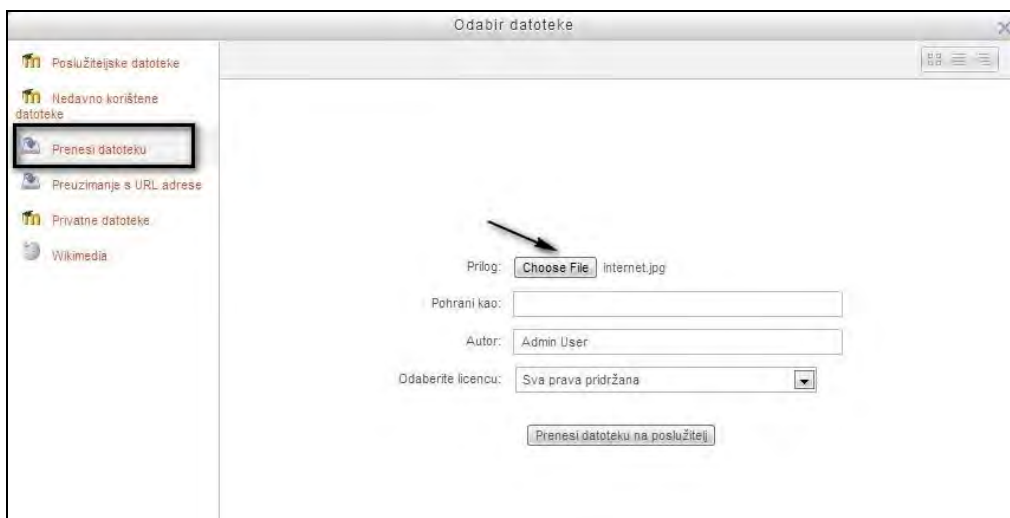 Odabir datoteke
Poslužiteljske datoteke
Nedavno korištene
datoteke
Prenesi datoteku
Preuzimanje s URL adrese
Privatne datoteke
Wikimedia
Prilog: Choose File internet.jpg
Pohrani kao:
Autor: Admin User
Odaberite licencu: Sva prava pridržana
Prenesi datoteku na poslužitelj